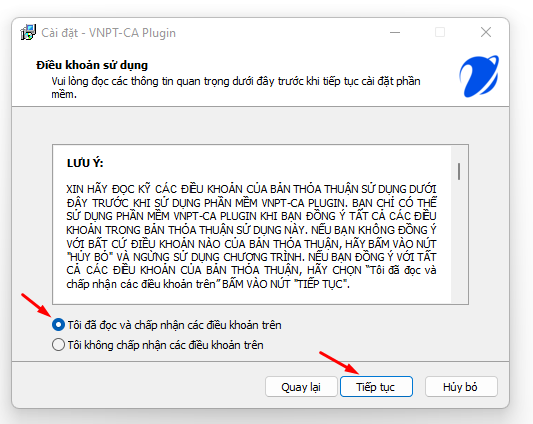 Cài đặt - VNPT-CA Plugin
Điều khoản sử dụng
Vui lòng đọc các thông tin quan trọng dưới đây trước khi tiếp tục cài đặt phần
mềm.
LƯU Ý:
XIN HÃY ĐỌC KỸ CÁC ĐIỀU KHOẢN CỦA BẢN THỎA THUẬN SỬ DỤNG DƯỚI
ĐÂY TRƯỚC KHI SỬ DỤNG PHẦN MỀM VNPT-CA PLUGIN. BẠN CHỈ CÓ THỂ
SỬ DỤNG PHẦN MỀM VNPT-CA PLUGIN KHI BẠN ĐỒNG Ý TẤT CẢ CÁC ĐIỀU
KHOẢN TRONG BẢN THỎA THUẬN SỬ DỤNG NÀY. NẾU BẠN KHÔNG ĐỒNG Ý
VỚI BẤT CỨ ĐIỀU KHOẢN NÀO CỦA BẢN THỎA THUẬN, HÃY BẤM VÀO NÚT
"HỦY BỎ" VÀ NGỪNG SỬ DỤNG CHƯƠNG TRÌNH. NẾU BẠN ĐỒNG Ý VỚI TẤT
CẢ CÁC ĐIỀU KHOẢN CỦA BẢN THỎA THUẬN, HÃY CHỌN “Tôi đã đọc và
chấp nhận các điều khoản trên” BẤM VÀO NÚT "TIẾP TỤC".
Tôi đã đọc và chấp nhận các điều khoản trên
Tôi không chấp nhận các điều khoản trên
Quay lại
Tiếp tục
Hủy bỏ